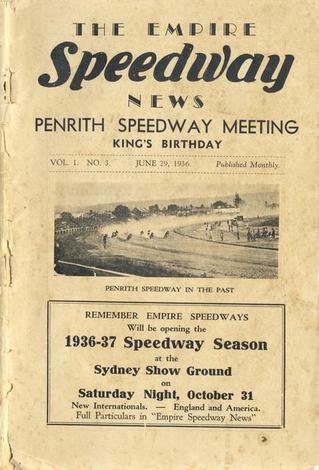 THE EMPIRE
Speedway
NEWS
PENRITH SPEEDWAY MEETING
KING'S BIRTHDAY
VOL. 1. NO. 3. JUNE 29, 1936. Published Monthly.
PENRITH SPEEDWAY IN THE PAST
REMEMBER EMPIRE SPEEDWAYS
Will be opening the
1936-37 Speedway Season
at the
Sydney Show Ground
on
Saturday Night, October 31
New Internationals. — England and America.
Full Particulars in "Empire Speedway News"